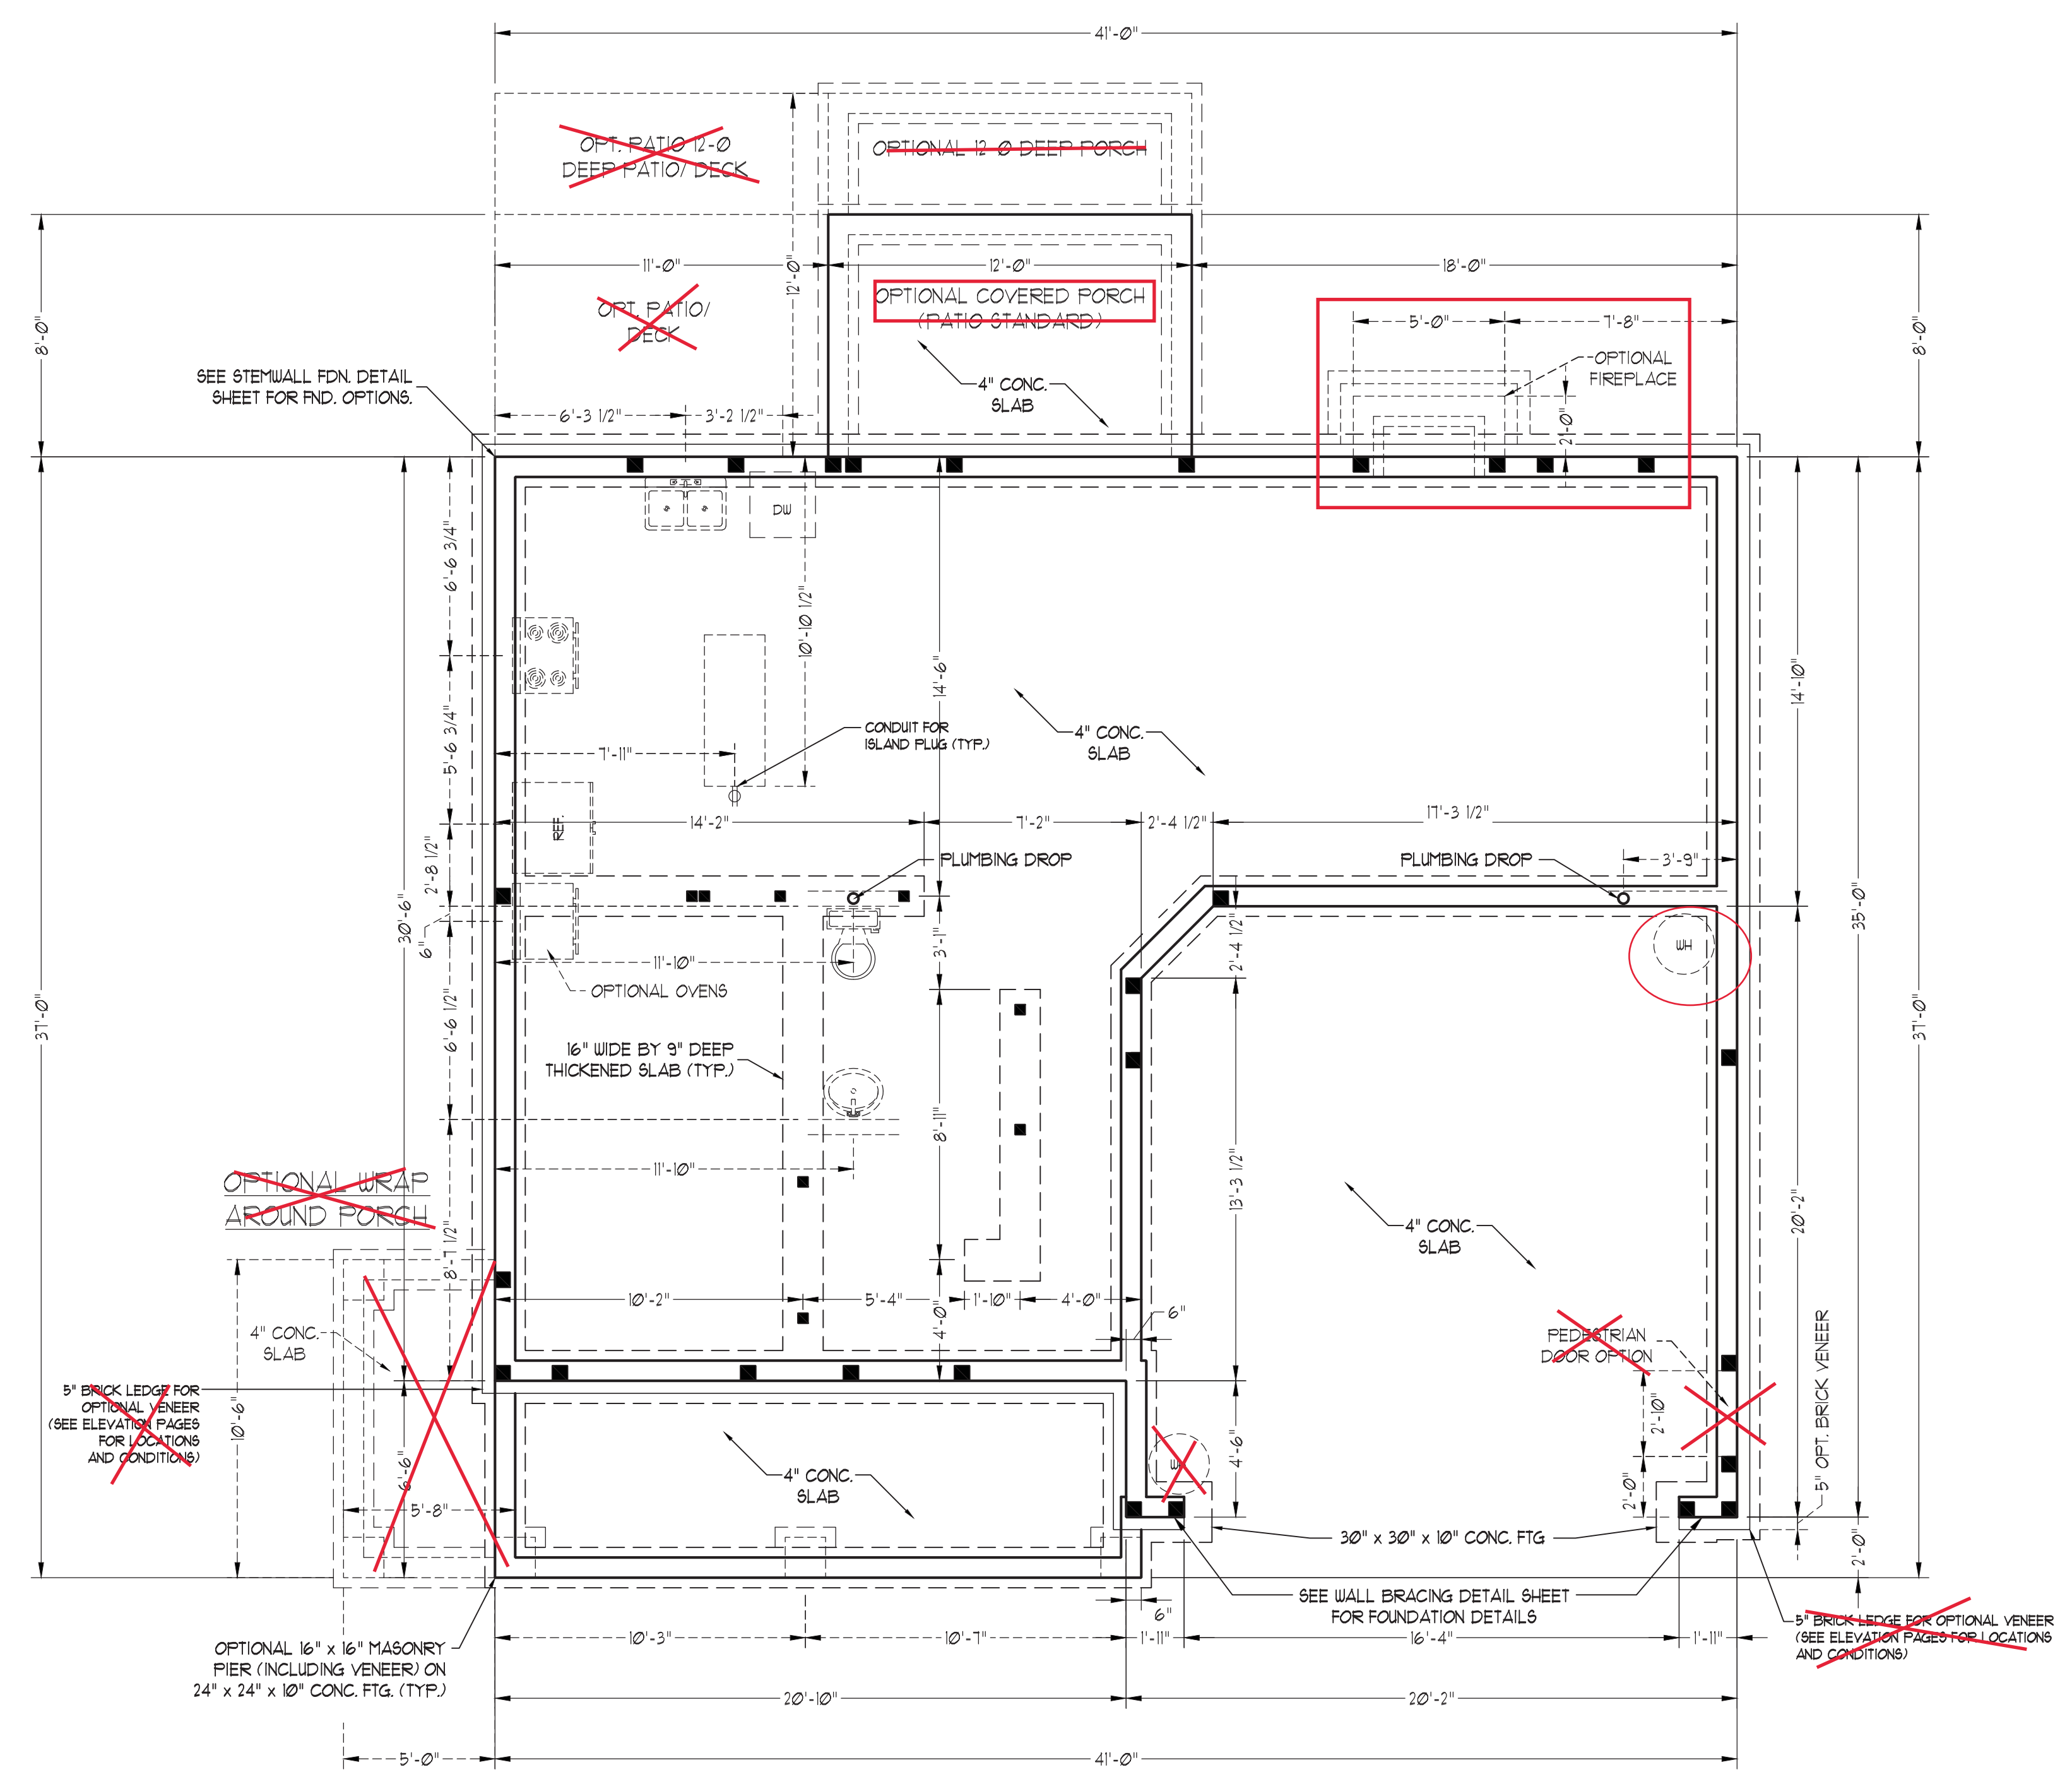 41'-0"
OPT. PATIO 12-0
DEEP PATIO/ DECK
OPTIONAL 12-0 DEEP PORCH
12'-0"
8'-0"
11'-0"
12'-0"
18'-0"
8'-0"
OPT. PATIO/
DECK
OPTIONAL COVERED PORCH
(PATIO STANDARD)
5'-0"
7'-8"
OPTIONAL
FIREPLACE
SEE STEMWALL FDN. DETAIL
SHEET FOR FND. OPTIONS.
4" CONC.
SLAB
6'-3 1/2"
3'-2 1/2"
2'-0"
DW
6'-6 3/4"
10'-10 1/2"
14'-6"
14'-10"
5'-6 3/4"
CONDUIT FOR
ISLAND PLUG (TYP.)
4" CONC.
SLAB
7'-11"
REF.
14'-2"
7'-2"
2'-4 1/2"
17'-3 1/2"
2'-8 1/2"
PLUMBING DROP
PLUMBING DROP
3'-9"
30'-6"
6"
35'-0"
37'-0"
37'-0"
3'-1"
2'-4 1/2"
WH
11'-10"
OPTIONAL OVENS
6'-6 1/2"
16" WIDE BY 9" DEEP
THICKENED SLAB (TYP.)
8'-11"
11'-10"
13'-3 1/2"
20'-2"
4" CONC.
SLAB
OPTIONAL WRAP
AROUND PORCH
8'-7 1/2"
10'-2"
5'-4"
1'-10"
4'-0"
4'-0"
6"
4" CONC.
SLAB
PEDESTRIAN
DOOR OPTION
5" OPT. BRICK VENEER
5" BRICK LEDGE FOR
OPTIONAL VENEER
(SEE ELEVATION PAGES
FOR LOCATIONS
AND CONDITIONS)
10'-6"
6'-6"
5'-8"
4" CONC.
SLAB
4'-6"
2'-10"
2'-0"
30" x 30" x 10" CONC. FTG
2'-0"
SEE WALL BRACING DETAIL SHEET
FOR FOUNDATION DETAILS
6"
5" BRICK LEDGE FOR OPTIONAL VENEER
(SEE ELEVATION PAGES FOR LOCATIONS
AND CONDITIONS)
OPTIONAL 16" x 16" MASONRY
PIER (INCLUDING VENEER) ON
24" x 24" x 10" CONC. FTG. (TYP.)
10'-3"
10'-7"
1'-11"
16'-4"
1'-11"
20'-10"
20'-2"
5'-0"
41'-0"